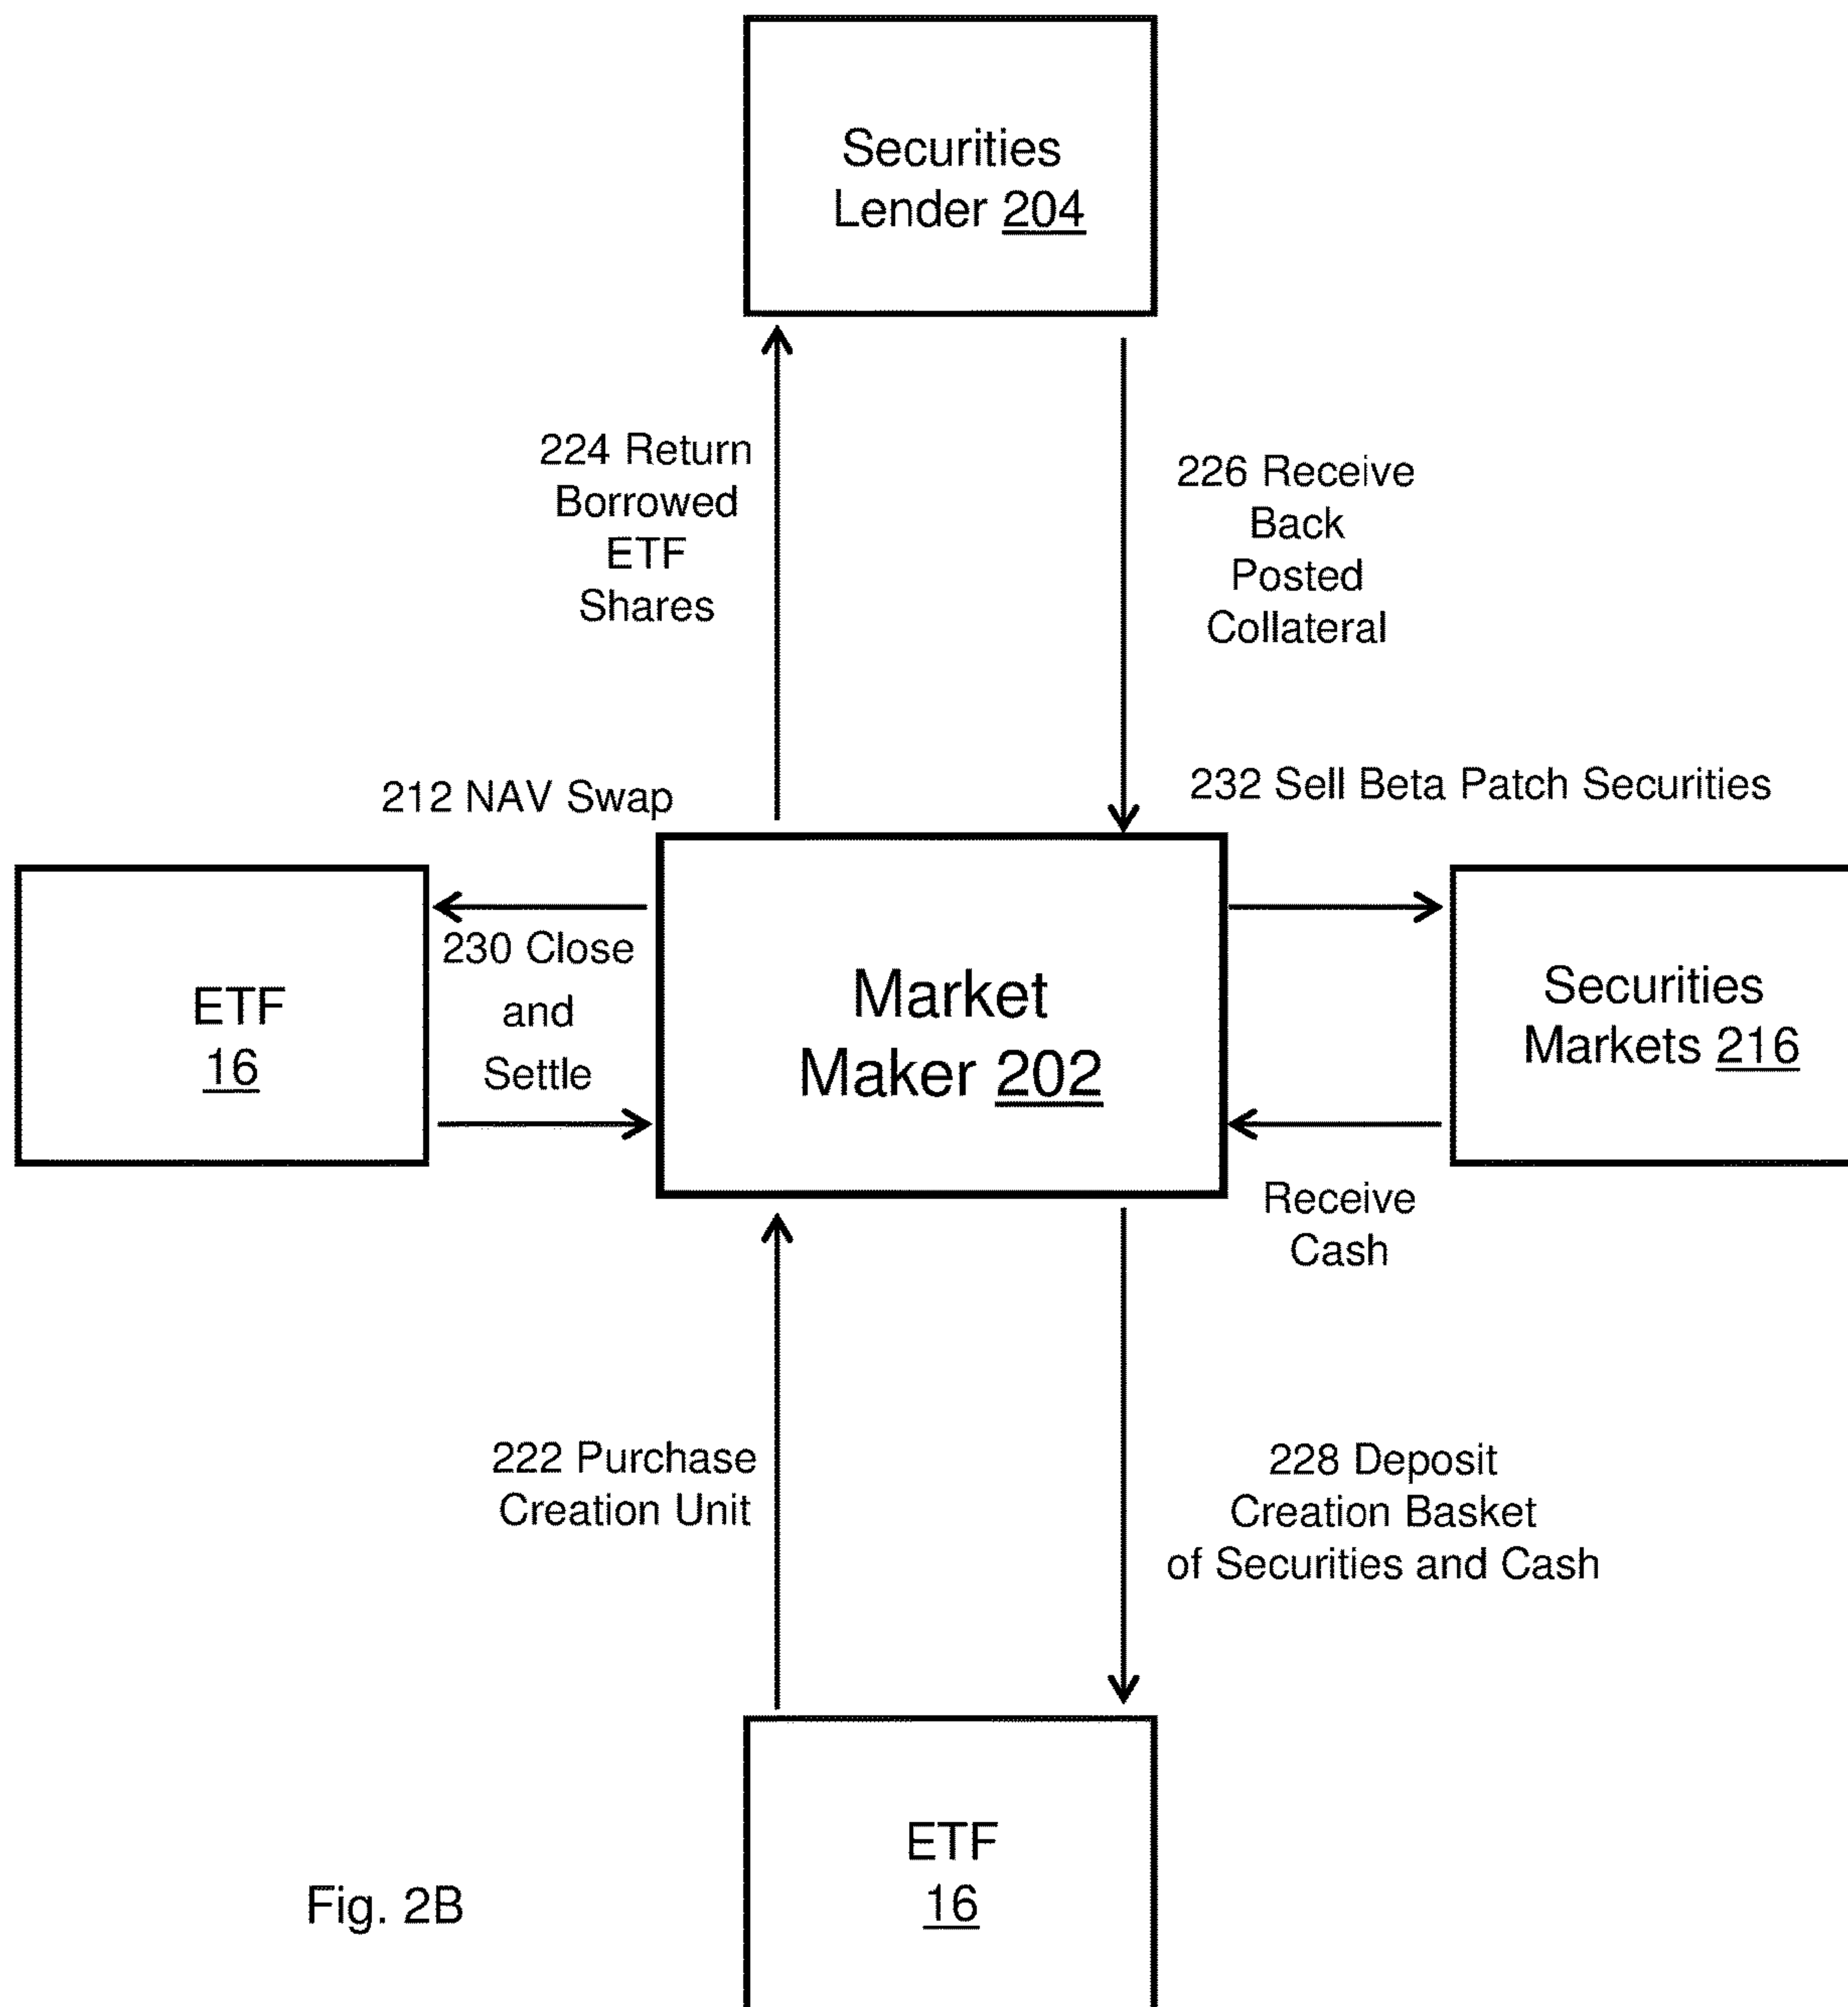 Securities
Lender 204
224 Return
Borrowed
ETF
Shares
226 Receive
Back
Posted
Collateral
212 NAV Swap
232 Sell Beta Patch Securities
ETF
16
230 Close
and
Settle
Market
Maker 202
Securities
Markets 216
Receive
Cash
222 Purchase
Creation Unit
228 Deposit
Creation Basket
of Securities and Cash
ETF
16
Fig. 2B